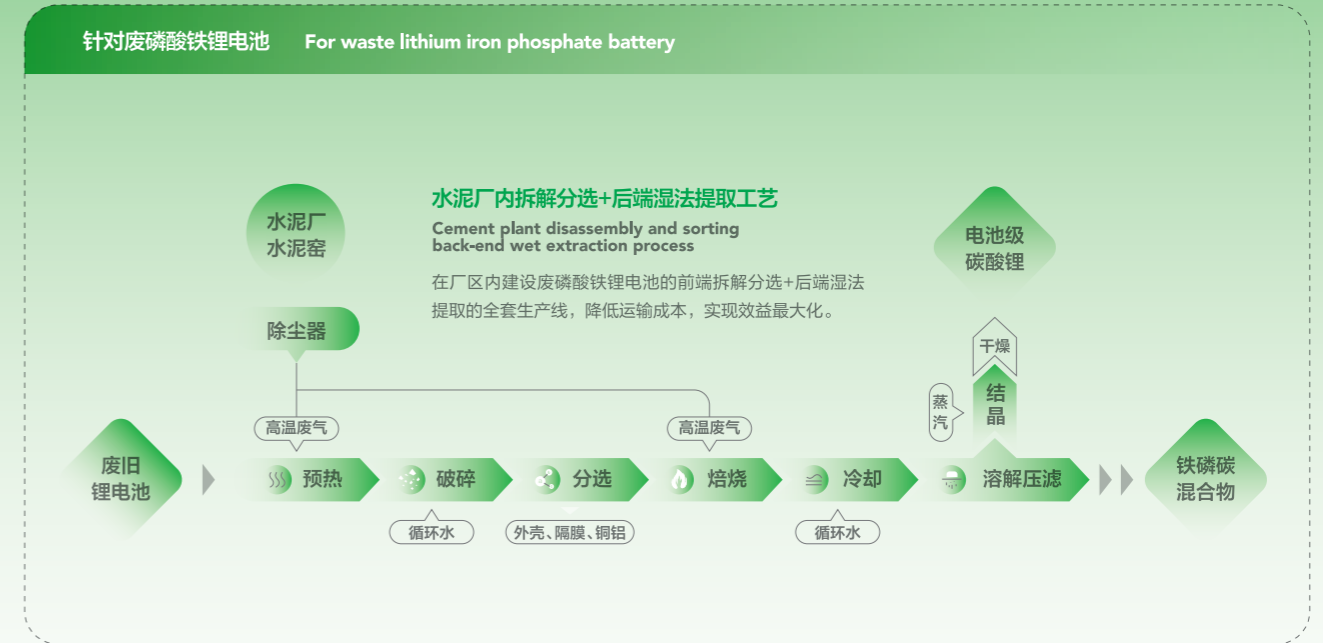 针对废磷酸铁锂电池 For waste lithium iron phosphate battery
水泥厂
水泥窑
水泥厂内拆解分选+后端湿法提取工艺
Cement plant disassembly and sorting
back-end wet extraction process
在厂区内建设废磷酸铁锂电池的前端拆解分选+后端湿法
提取的全套生产线，降低运输成本，实现效益最大化。
电池级
碳酸锂
除尘器
干燥
蒸
汽
结
晶
高温废气
高温废气
废旧
锂电池
预热
破碎
分选
焙烧
冷却
溶解压滤
铁磷碳
混合物
循环水
外壳、隔膜、铜铝
循环水